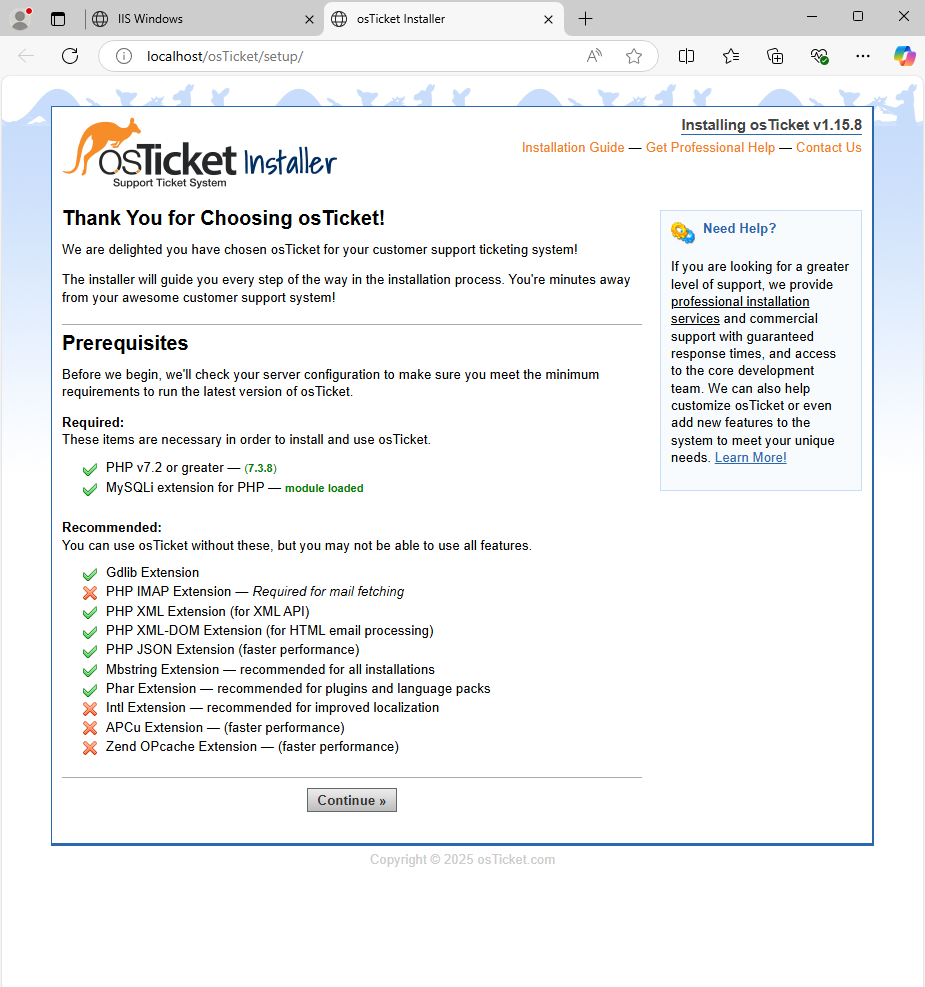 IIS Windows
osTicket Installer
localhost/osTicket/setup/
osTicket Installer
Support Ticket System
Installing osTicket v1.15.8
Installation Guide — Get Professional Help — Contact Us
Thank You for Choosing osTicket!
We are delighted you have chosen osTicket for your customer support ticketing system!
The installer will guide you every step of the way in the installation process. You're minutes away
from your awesome customer support system!
Prerequisites
Before we begin, we'll check your server configuration to make sure you meet the minimum
requirements to run the latest version of osTicket.
Required:
These items are necessary in order to install and use osTicket.
PHP v7.2 or greater — (7.3.8)
MySQLi extension for PHP — module loaded
Recommended:
You can use osTicket without these, but you may not be able to use all features.
Gdlib Extension
PHP IMAP Extension — Required for mail fetching
PHP XML Extension (for XML API)
PHP XML-DOM Extension (for HTML email processing)
PHP JSON Extension (faster performance)
Mbstring Extension — recommended for all installations
Phar Extension — recommended for plugins and language packs
Intl Extension — recommended for improved localization
APCu Extension — (faster performance)
Zend OPcache Extension — (faster performance)
Continue »
Need Help?
If you are looking for a greater
level of support, we provide
professional installation
services and commercial
support with guaranteed
response times, and access
to the core development
team. We can also help
customize osTicket or even
add new features to the
system to meet your unique
needs. Learn More!
Copyright © 2025 osTicket.com